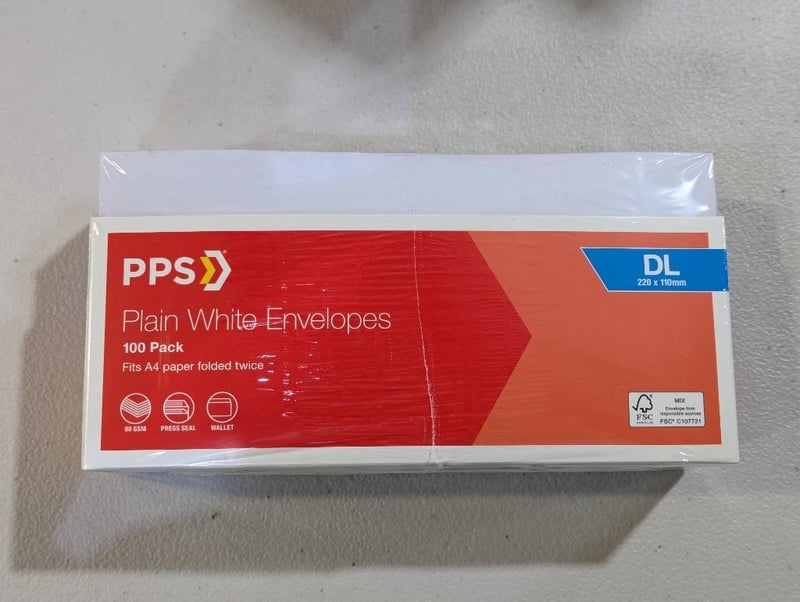 PPS
DL
220 x 110mm
Plain White Envelopes
100 Pack
Fits A4 paper folded twice
80 GSM
PRESS SEAL
WALLET
FSC
MIX
Envelope from
responsible sources
FSC® C107721